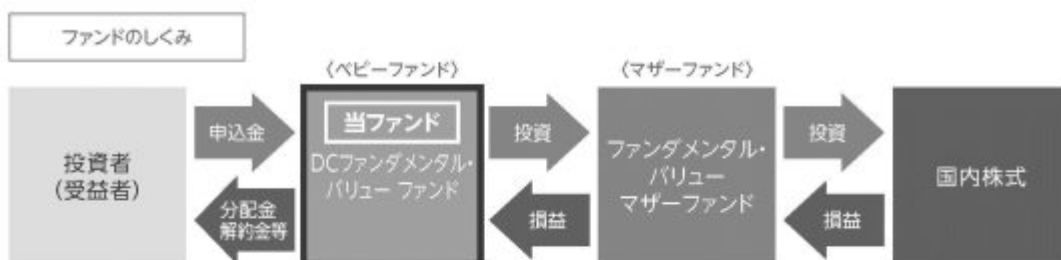 ファンドのしくみ
〈ベビーファンド〉
〈マザーファンド〉
投資者
(受益者)
申込金
分配金
解約金等
当ファンド
DCファンダメンタル・
バリュー ファンド
投資
損益
ファンダメンタル・
バリュー
マザーファンド
投資
損益
国内株式